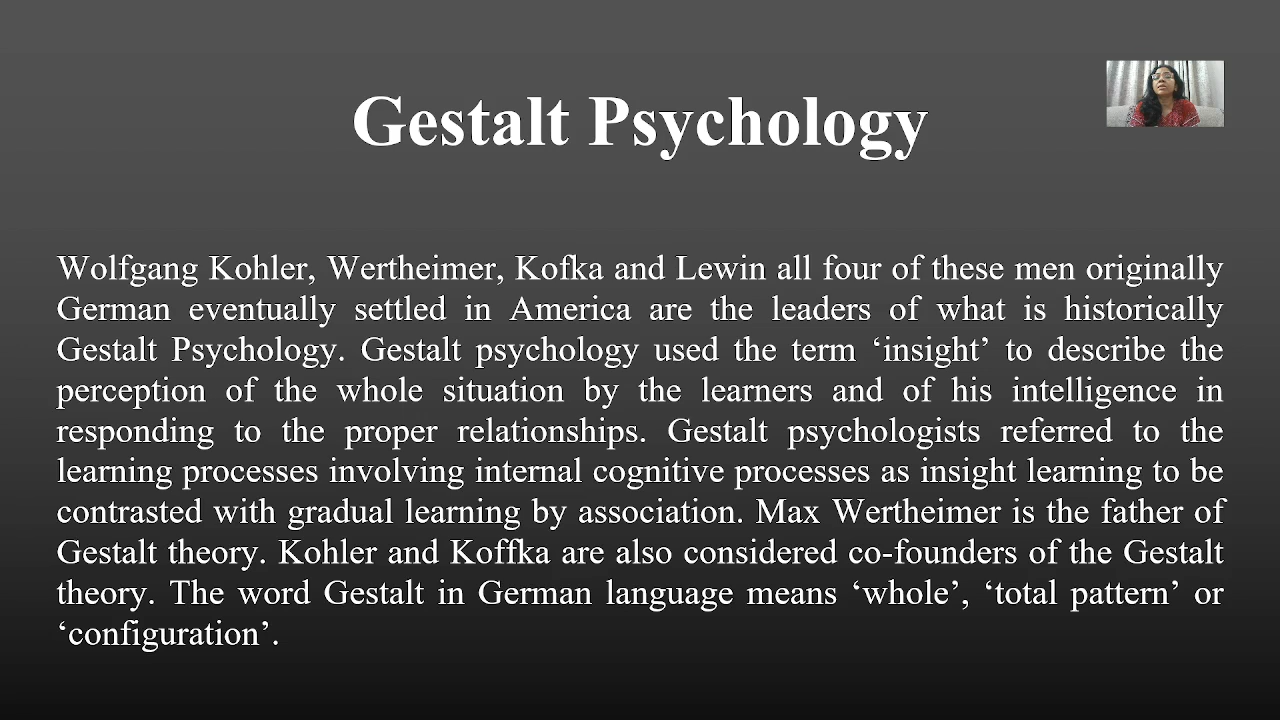 Gestalt Psychology
Wolfgang Kohler, Wertheimer, Kofka and Lewin all four of these men originally
German eventually settled in America are the leaders of what is historically
Gestalt Psychology. Gestalt psychology used the term ‘insight’ to describe the
perception of the whole situation by the learners and of his intelligence in
responding to the proper relationships. Gestalt psychologists referred to the
learning processes involving internal cognitive processes as insight learning to be
contrasted with gradual learning by association. Max Wertheimer is the father of
Gestalt theory. Kohler and Koffka are also considered co-founders of the Gestalt
theory. The word Gestalt in German language means ‘whole’, ‘total pattern’ or
‘configuration’.